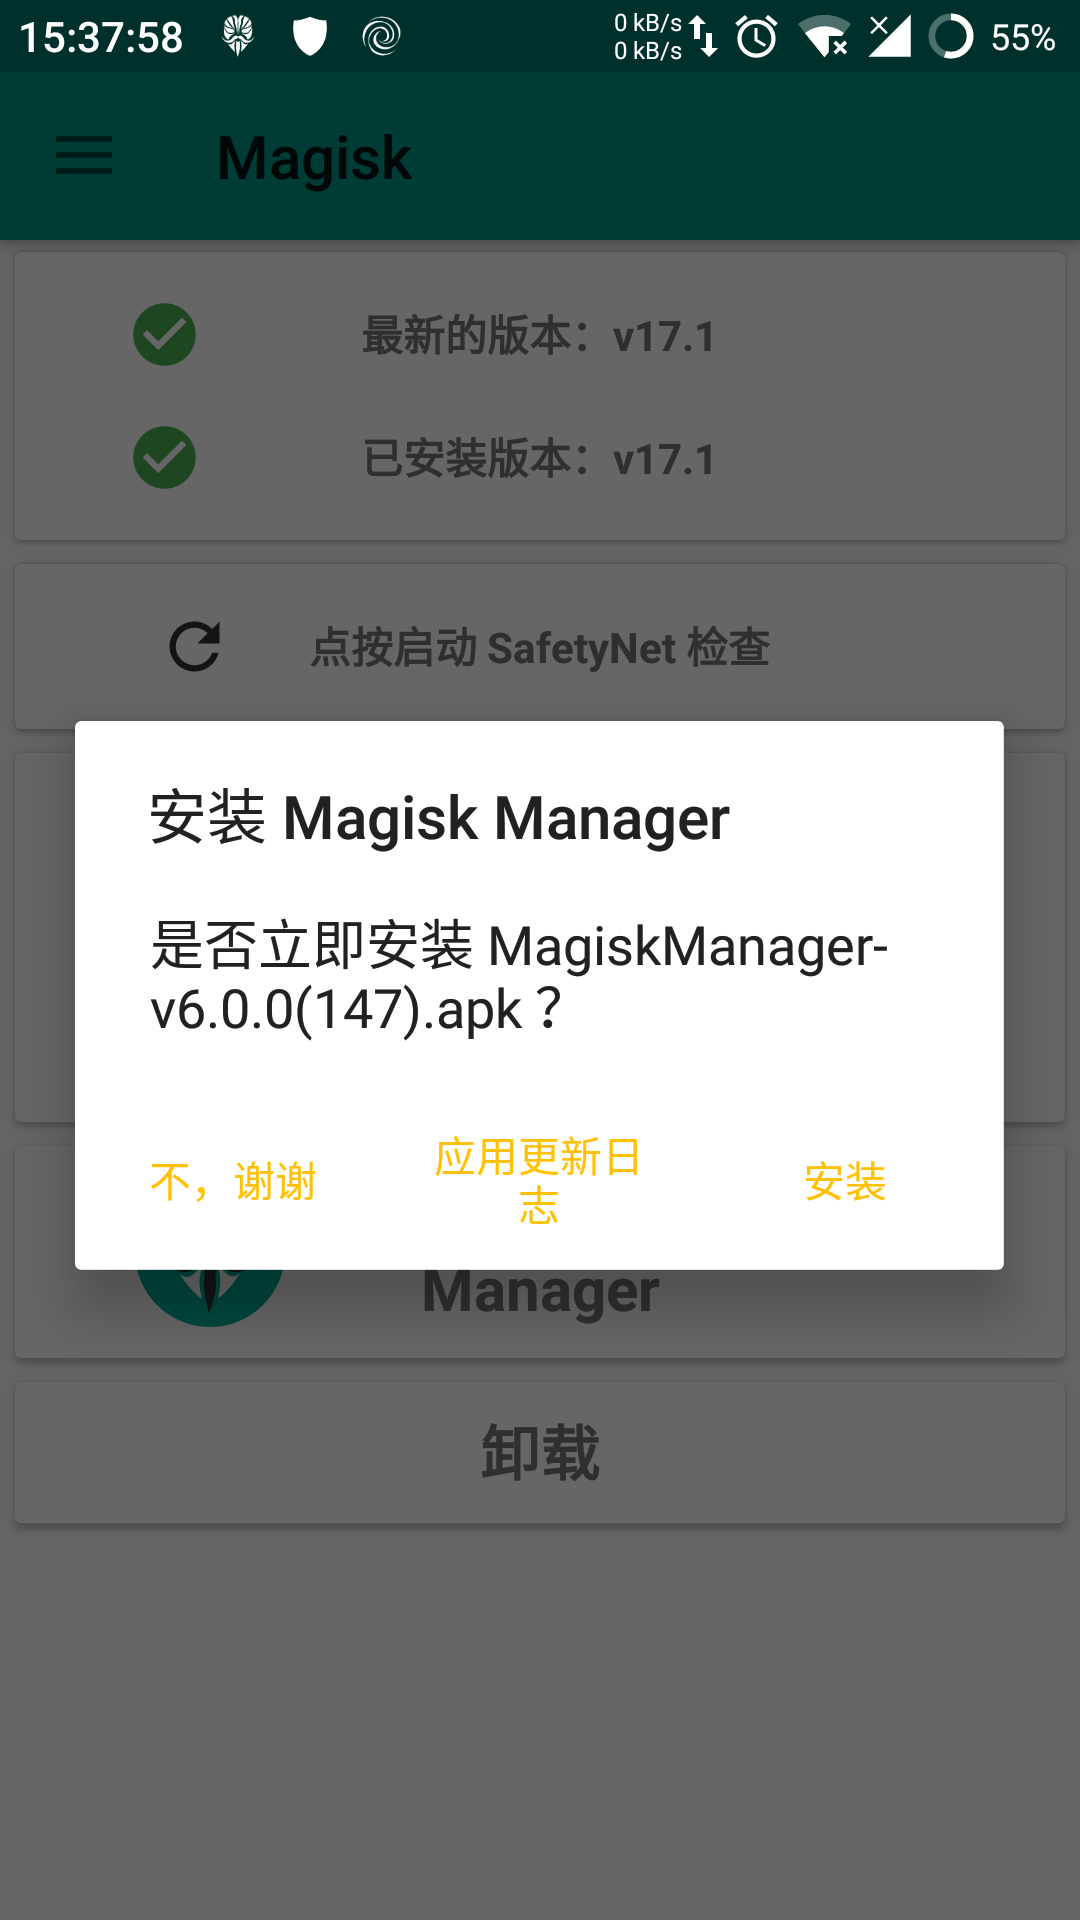 15:37:58
0 kB/s
0 kB/s
55%
Magisk
最新的版本：v17.1
已安装版本：v17.1
点按启动 SafetyNet 检查
安装 Magisk Manager
是否立即安装 MagiskManager-
v6.0.0(147).apk？
不，谢谢
应用更新日
志
安装
Manager
卸载